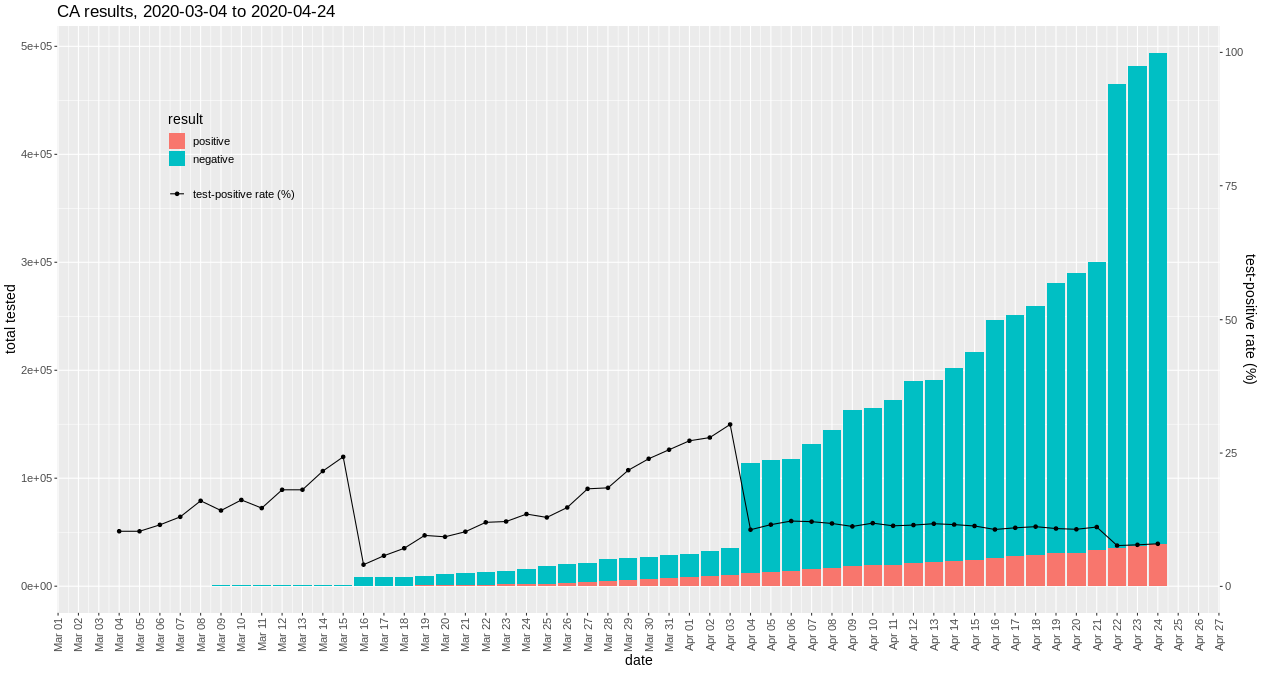 CA results, 2020-03-04 to 2020-04-24
5e+05
4e+05
3e+05
2e+05
1e+05
0e+00
total tested
result
positive
negative
test-positive rate (%)
100
75
50
25
0
test-positive rate (%)
Mar 01
Mar 02
Mar 03
Mar 04
Mar 05
Mar 06
Mar 07
Mar 08
Mar 09
Mar 10
Mar 11
Mar 12
Mar 13
Mar 14
Mar 15
Mar 16
Mar 17
Mar 18
Mar 19
Mar 20
Mar 21
Mar 22
Mar 23
Mar 24
Mar 25
Mar 26
Mar 27
Mar 28
Mar 29
Mar 30
Mar 31
Apr 01
Apr 02
Apr 03
Apr 04
Apr 05
Apr 06
Apr 07
Apr 08
Apr 09
Apr 10
Apr 11
Apr 12
Apr 13
Apr 14
Apr 15
Apr 16
Apr 17
Apr 18
Apr 19
Apr 20
Apr 21
Apr 22
Apr 23
Apr 24
Apr 25
Apr 26
Apr 27
date